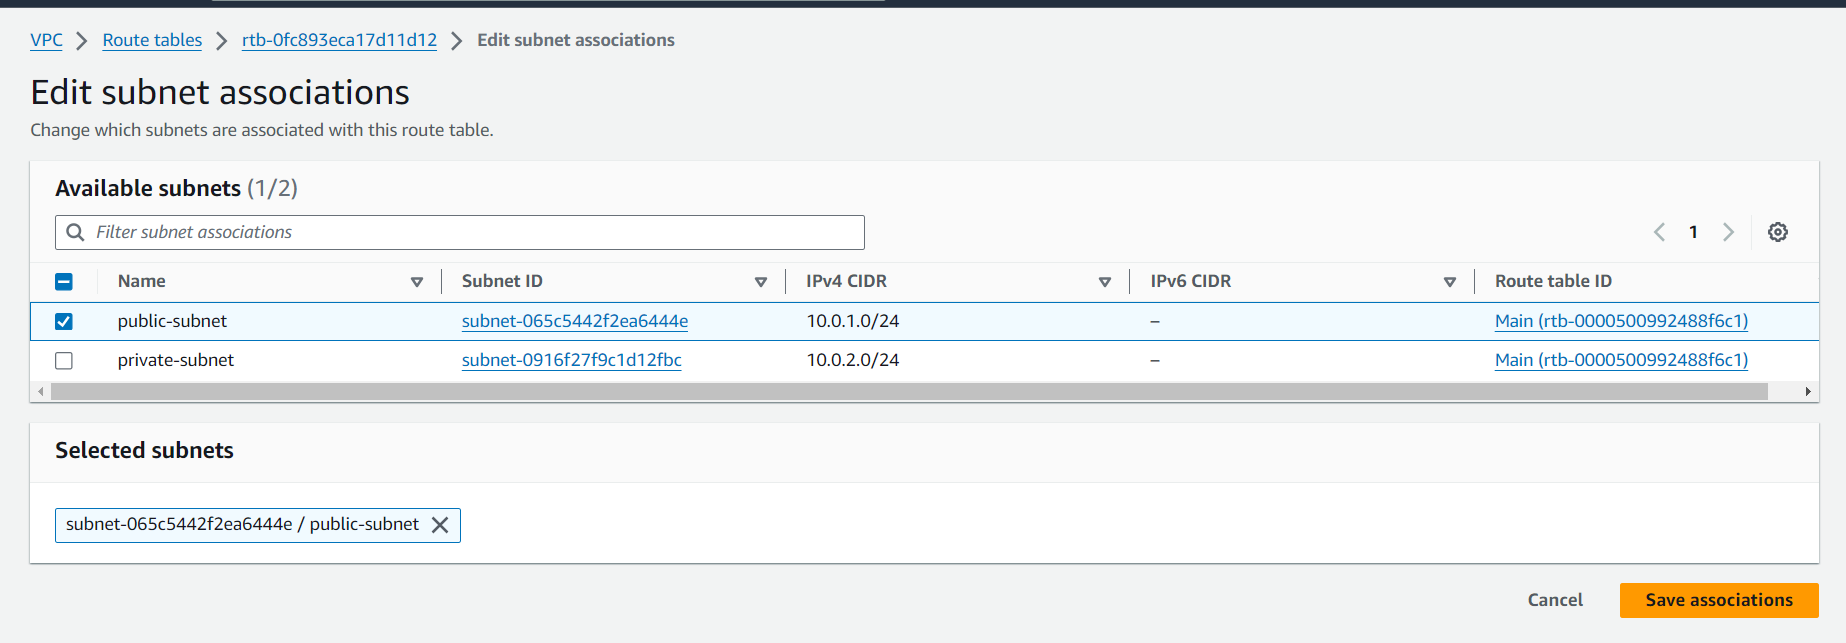 VPC > Route tables > rtb-0fc893eca17d11d12 > Edit subnet associations
Edit subnet associations
Change which subnets are associated with this route table.
Available subnets (1/2)
Filter subnet associations
1
Name Subnet ID IPv4 CIDR IPv6 CIDR Route table ID
public-subnet subnet-065c5442f2ea6444e 10.0.1.0/24 – Main (rtb-0000500992488f6c1)
private-subnet subnet-0916f27f9c1d12fbc 10.0.2.0/24 – Main (rtb-0000500992488f6c1)
Selected subnets
subnet-065c5442f2ea6444e / public-subnet
Cancel Save associations